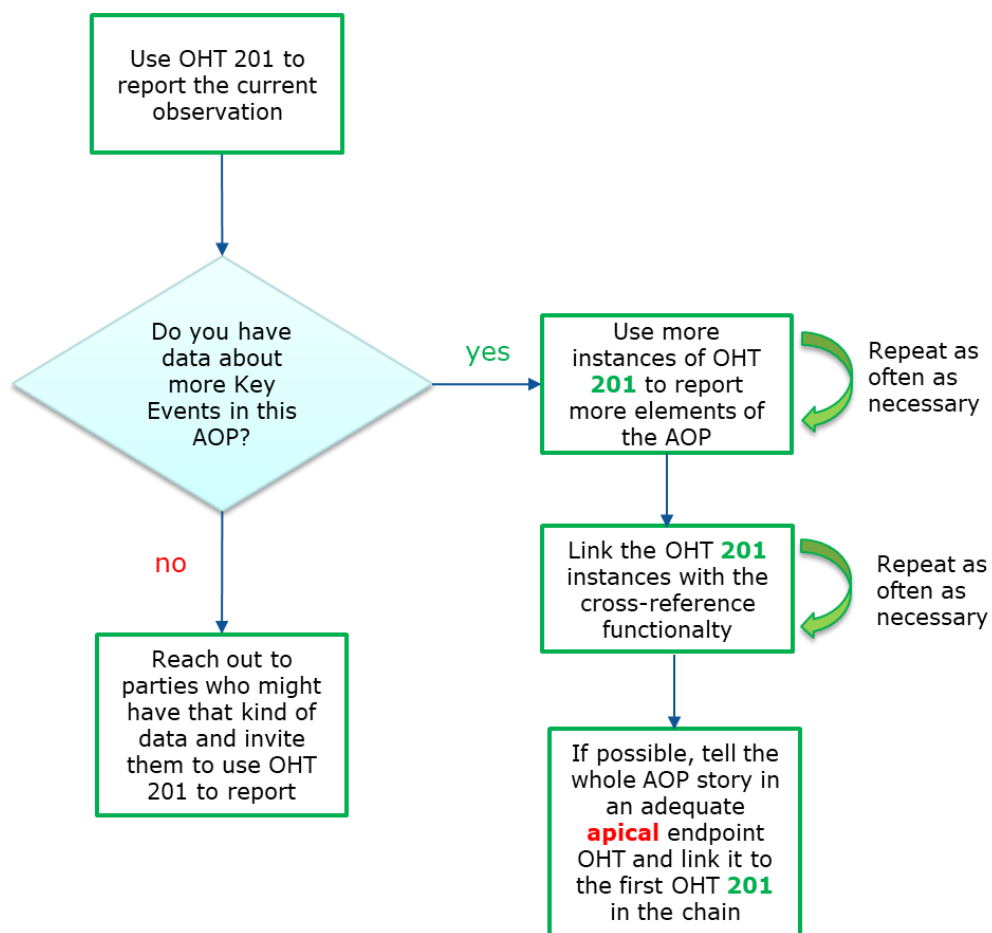 Use OHT 201 to
report the current
observation
Do you have
data about
more Key
Events in this
AOP?
yes
Use more
instances of OHT
201 to report
more elements of
the AOP
Repeat as
often as
necessary
no
Link the OHT 201
instances with the
cross-reference
functionalty
Repeat as
often as
necessary
Reach out to
parties who might
have that kind of
data and invite
them to use OHT
201 to report
If possible, tell the
whole AOP story in
an adequate
apical endpoint
OHT and link it to
the first OHT 201
in the chain